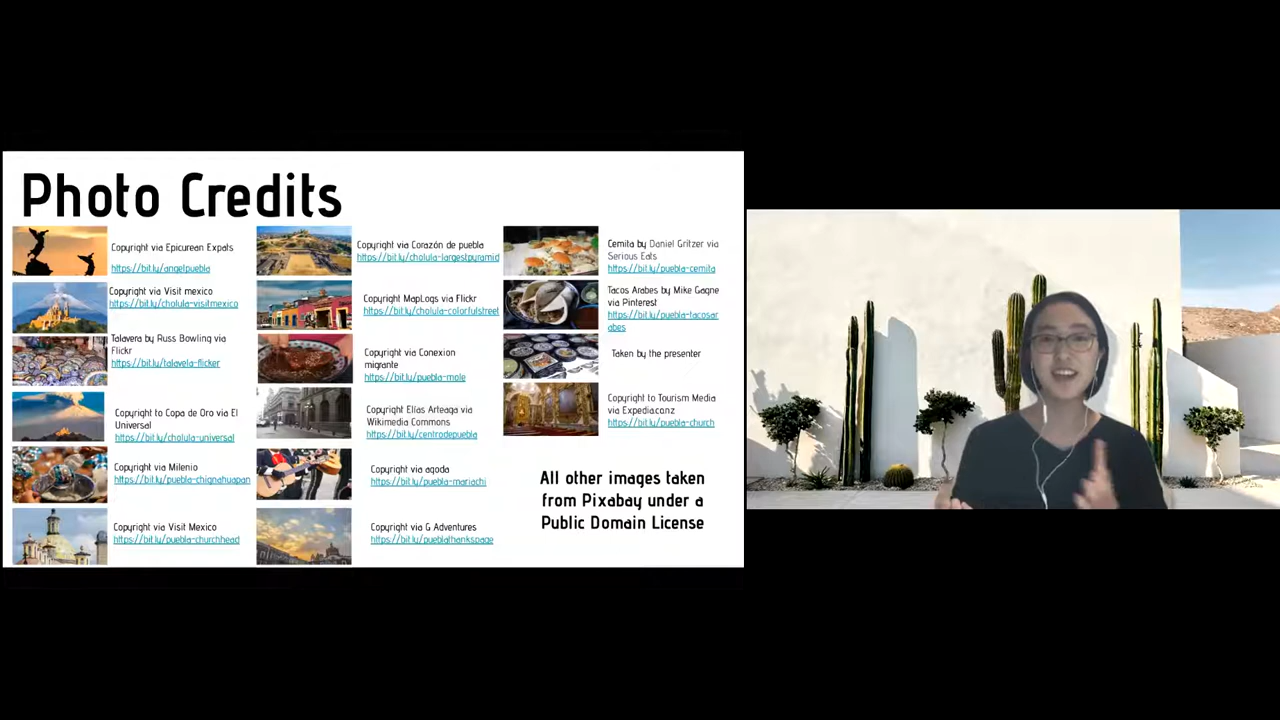 Photo Credits
Copyright via Epicurean Expats
https://bit.ly/angelpuebla
Copyright via Visit mexico
https://bit.ly/cholula-visitmexico
Talavera by Russ Bowling via
Flickr
https://bit.ly/talavela-flicker
Copyright to Copa de Oro via El
Universal
https://bit.ly/cholula-universal
Copyright via Milenio
https://bit.ly/puebla-chignahuapan
Copyright via Visit Mexico
https://bit.ly/puebla-churchhead
Copyright via Corazón de puebla
https://bit.ly/cholula-largestpyramid
Copyright MapLogs via Flickr
https://bit.ly/cholula-colorfulstreet
Copyright via Conexion
migrante
https://bit.ly/puebla-mole
Copyright Elías Arteaga via
Wikimedia Commons
https://bit.ly/centrodepuebla
Copyright via agoda
https://bit.ly/puebla-mariachi
Copyright via G Adventures
https://bit.ly/pueblathankspage
Cemita by Daniel Gritzer via
Serious Eats
https://bit.ly/puebla-cemita
Tacos Arabes by Mike Gagne
via Pinterest
https://bit.ly/puebla-tacosar
abes
Taken by the presenter
Copyright to Tourism Media
via Expedia.co.nz
https://bit.ly/puebla-church
All other images taken
from Pixabay under a
Public Domain License